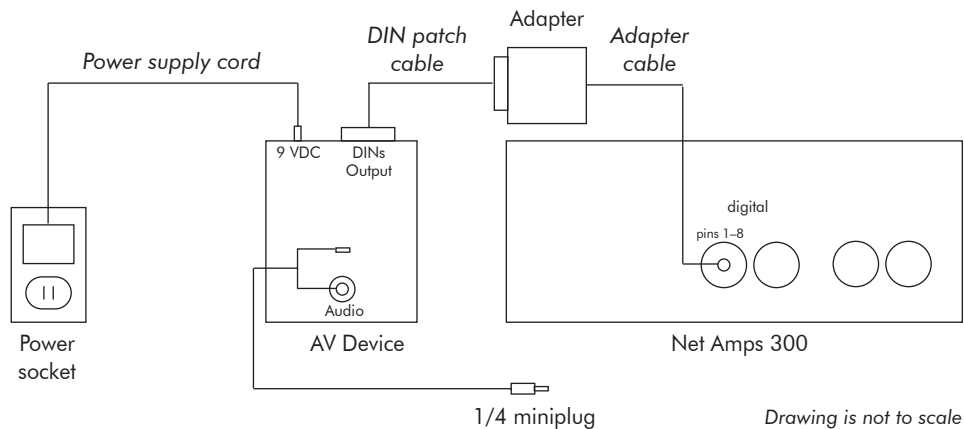 Power supply cord
DIN patch
cable
Adapter
Adapter
cable
9 VDC
DINs
Output
digital
pins 1–8
Audio
Power
socket
AV Device
Net Amps 300
1/4 miniplug
Drawing is not to scale